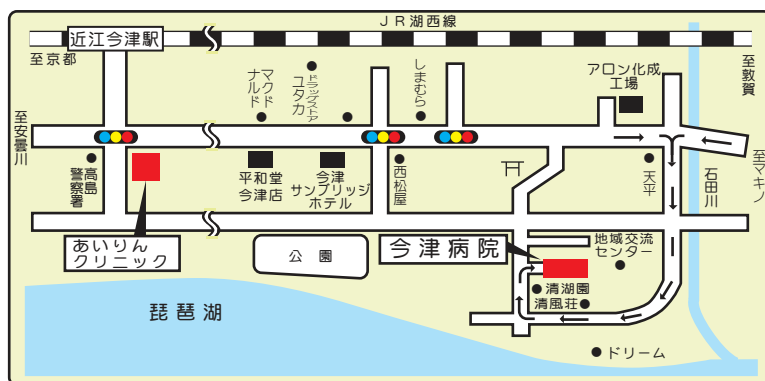 JR湖西線
近江今津駅
至京都
至敦賀
マクド
ナルド
ドラッグストア
ユタカ
しまむら
アロン化成
工場
至安曇川
至マキノ
高島
警察署
平和堂
今津店
今津
サンブリッジ
ホテル
西松屋
天平
石田川
あいりん
クリニック
公園
今津病院
地域交流
センター
清湖園
清風荘
琵琶湖
ドリーム